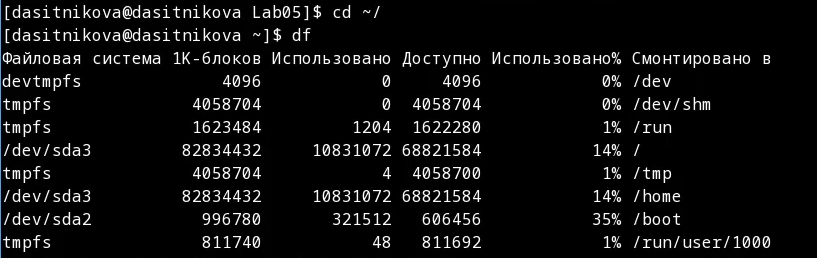 [dasitnikova@dasitnikova Lab05]$ cd ~/
[dasitnikova@dasitnikova ~]$ df
Файловая система 1K-блоков Использовано Доступно Использовано% Смонтировано в
devtmpfs 4096 0 4096 0% /dev
tmpfs 4058704 0 4058704 0% /dev/shm
tmpfs 1623484 1204 1622280 1% /run
/dev/sda3 82834432 10831072 68821584 14% /
tmpfs 4058704 4 4058700 1% /tmp
/dev/sda3 82834432 10831072 68821584 14% /home
/dev/sda2 996780 321512 606456 35% /boot
tmpfs 811740 48 811692 1% /run/user/1000